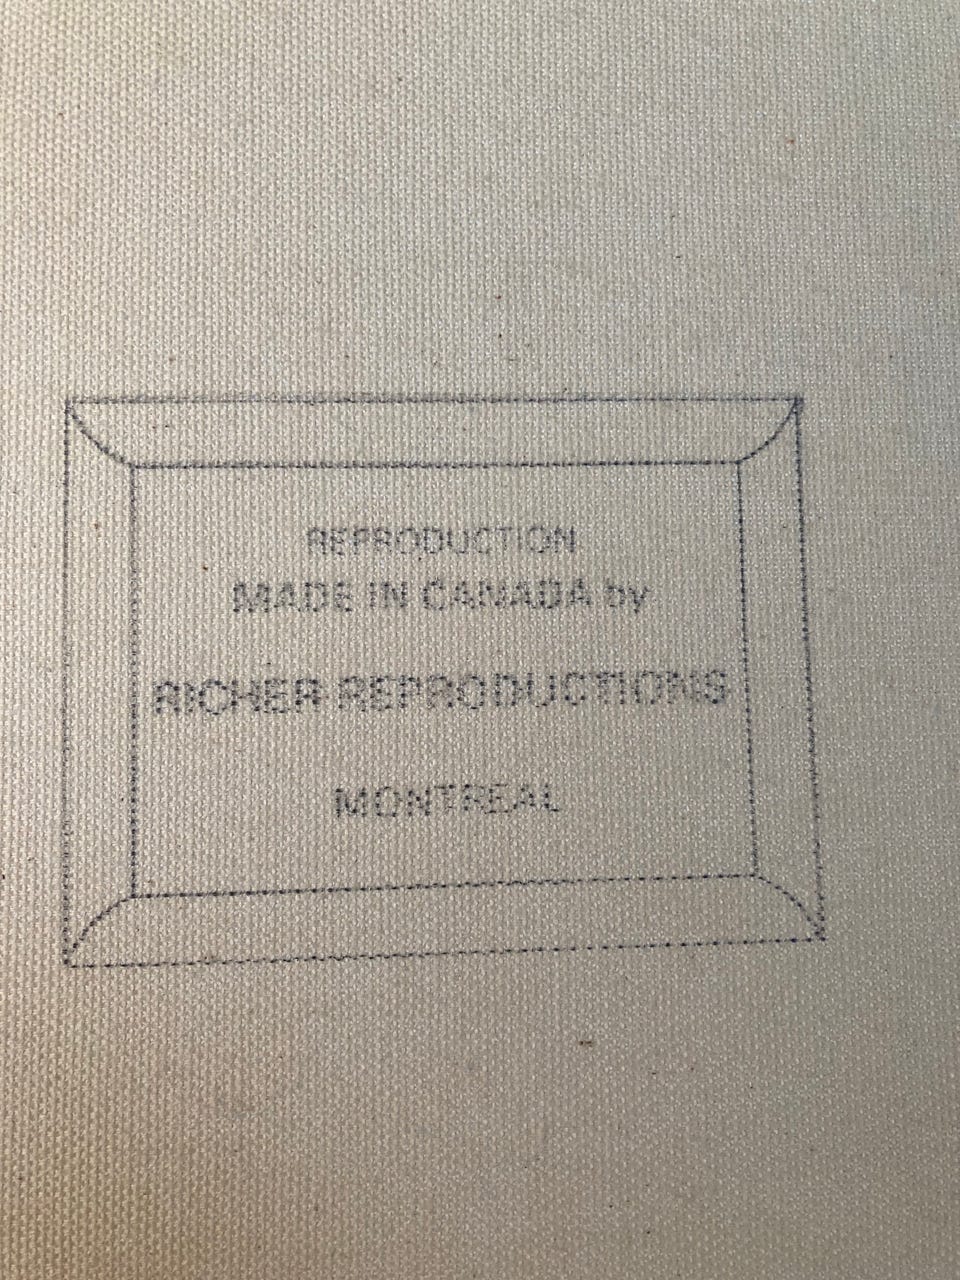 REPRODUCTION
MADE IN CANADA by
RICHER REPRODUCTIONS
MONTREAL